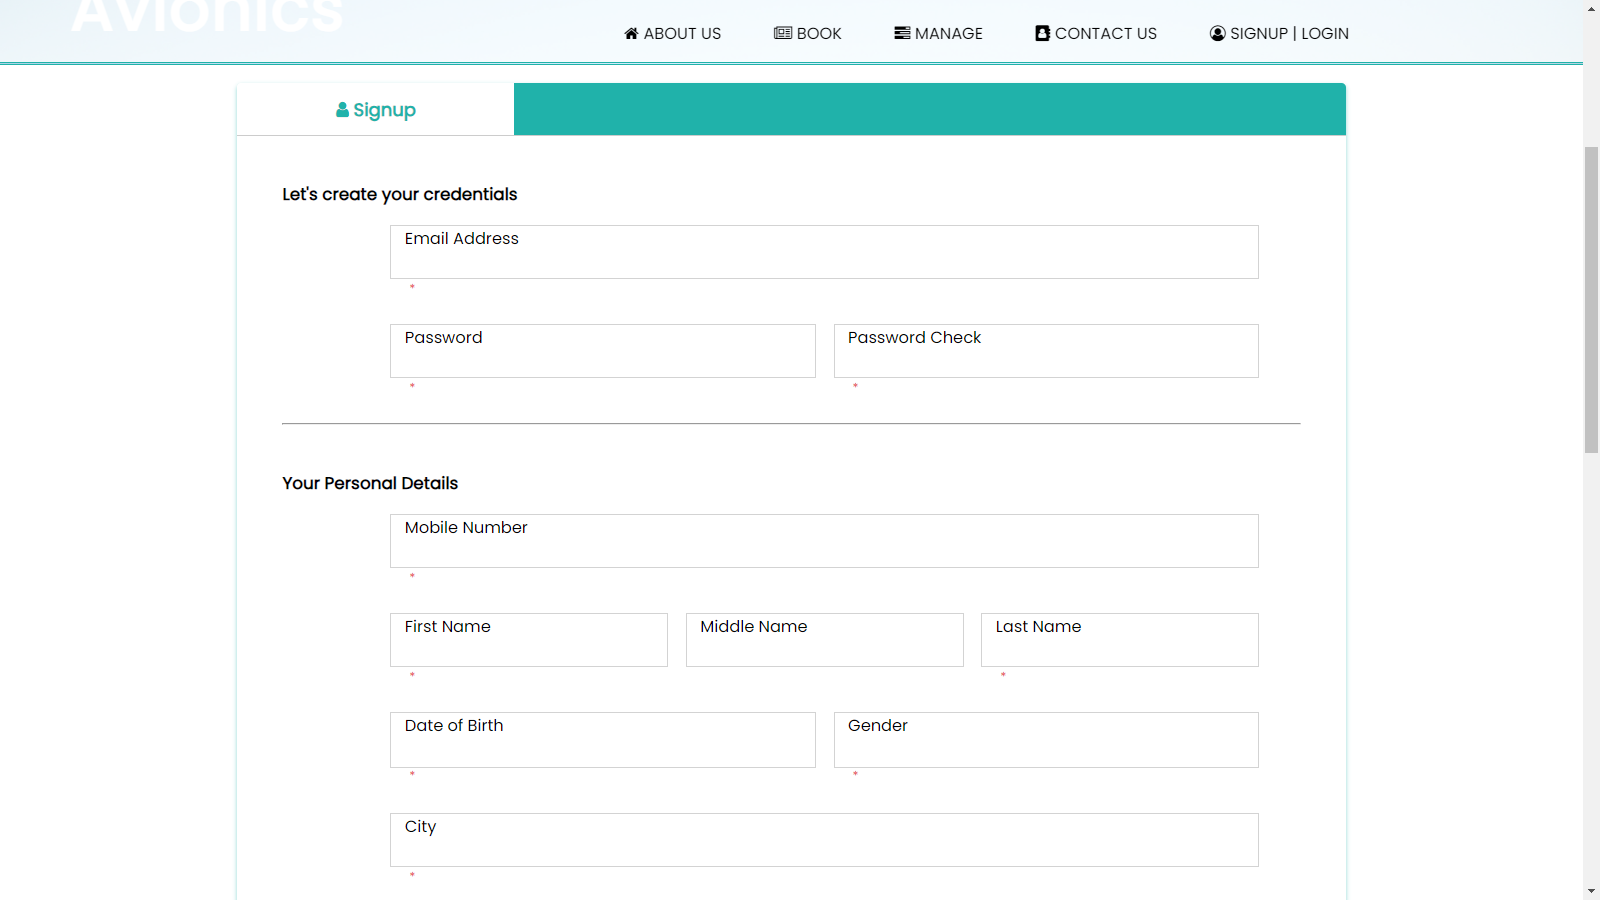 Avionics
ABOUT US BOOK MANAGE CONTACT US SIGNUP | LOGIN
Signup
Let's create your credentials
Email Address
*
Password Password Check
* *
Your Personal Details
Mobile Number
*
First Name Middle Name Last Name
* *
Date of Birth Gender
* *
City
*